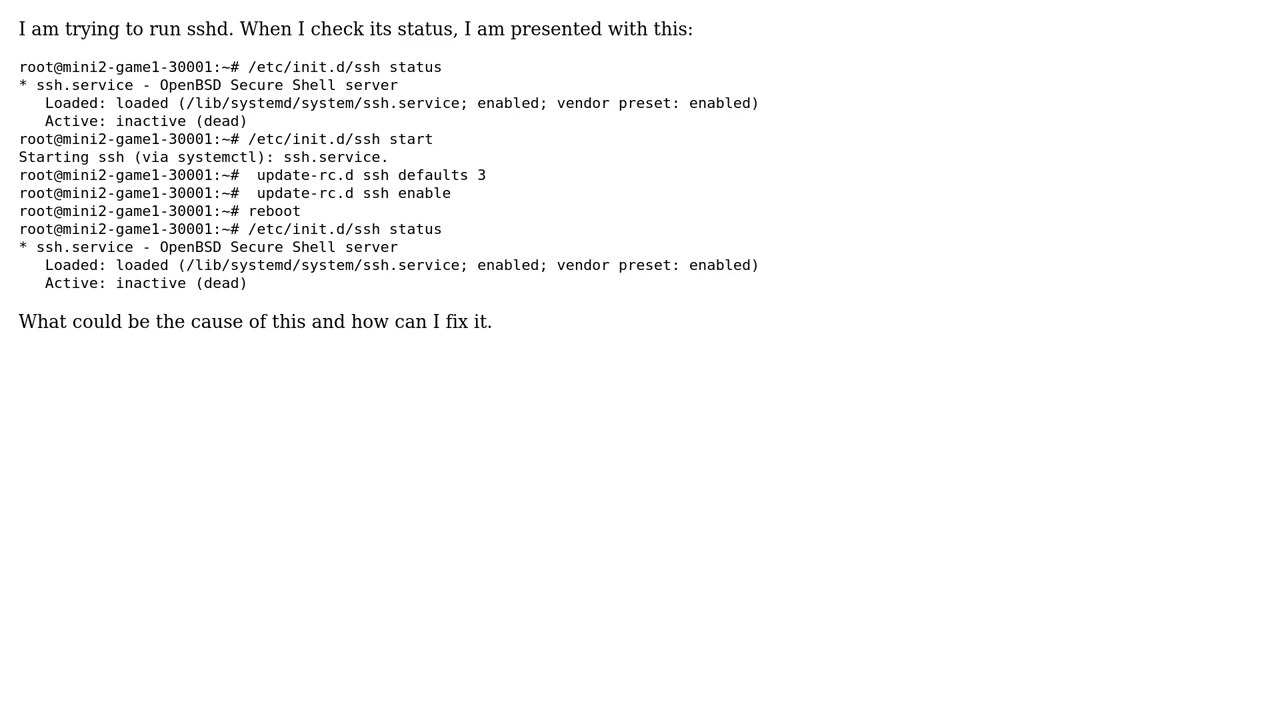 I am trying to run sshd. When I check its status, I am presented with this:
root@mini2-game1-30001:~# /etc/init.d/ssh status
* ssh.service - OpenBSD Secure Shell server
   Loaded: loaded (/lib/systemd/system/ssh.service; enabled; vendor preset: enabled)
   Active: inactive (dead)
root@mini2-game1-30001:~# /etc/init.d/ssh start
Starting ssh (via systemctl): ssh.service.
root@mini2-game1-30001:~#  update-rc.d ssh defaults 3
root@mini2-game1-30001:~#  update-rc.d ssh enable
root@mini2-game1-30001:~# reboot
root@mini2-game1-30001:~# /etc/init.d/ssh status
* ssh.service - OpenBSD Secure Shell server
   Loaded: loaded (/lib/systemd/system/ssh.service; enabled; vendor preset: enabled)
   Active: inactive (dead)
What could be the cause of this and how can I fix it.